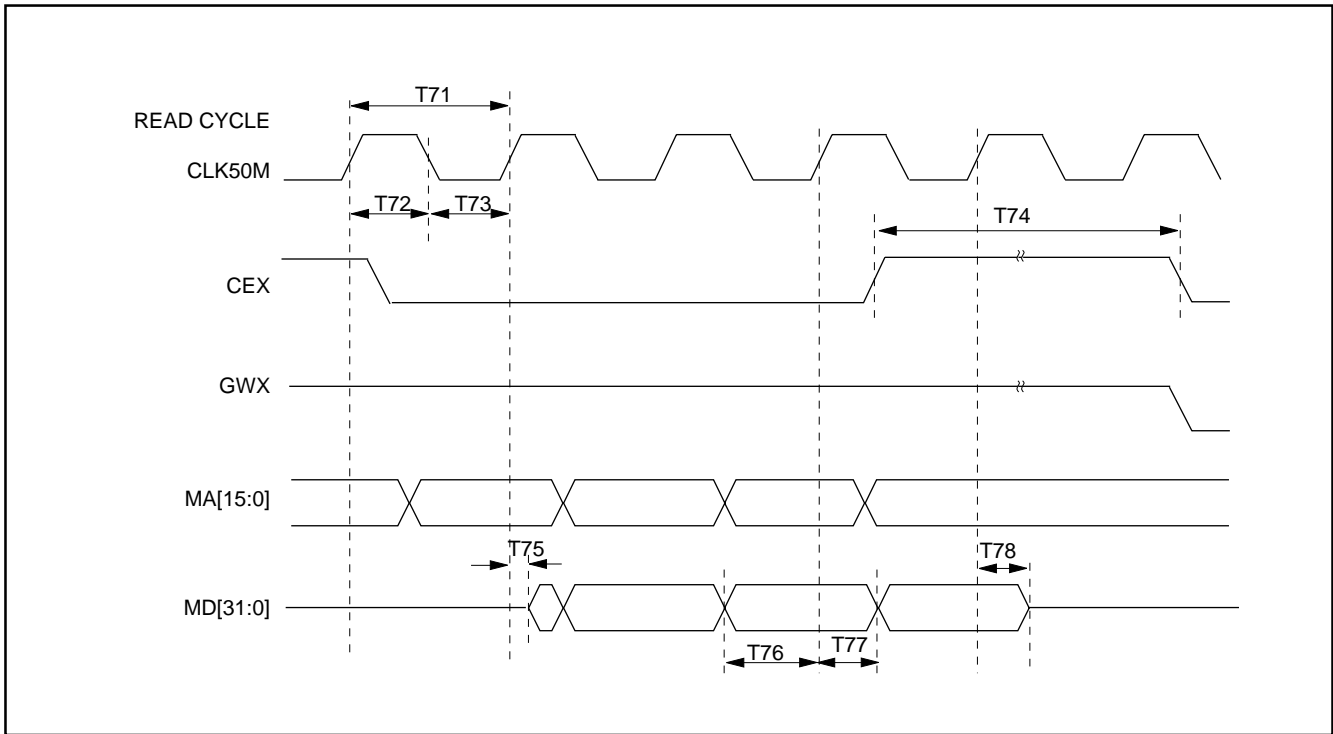 T71
READ CYCLE
CLK50M
T72 T73
T74
CEX
GWX
MA[15:0]
T75
T78
MD[31:0]
T76 T77